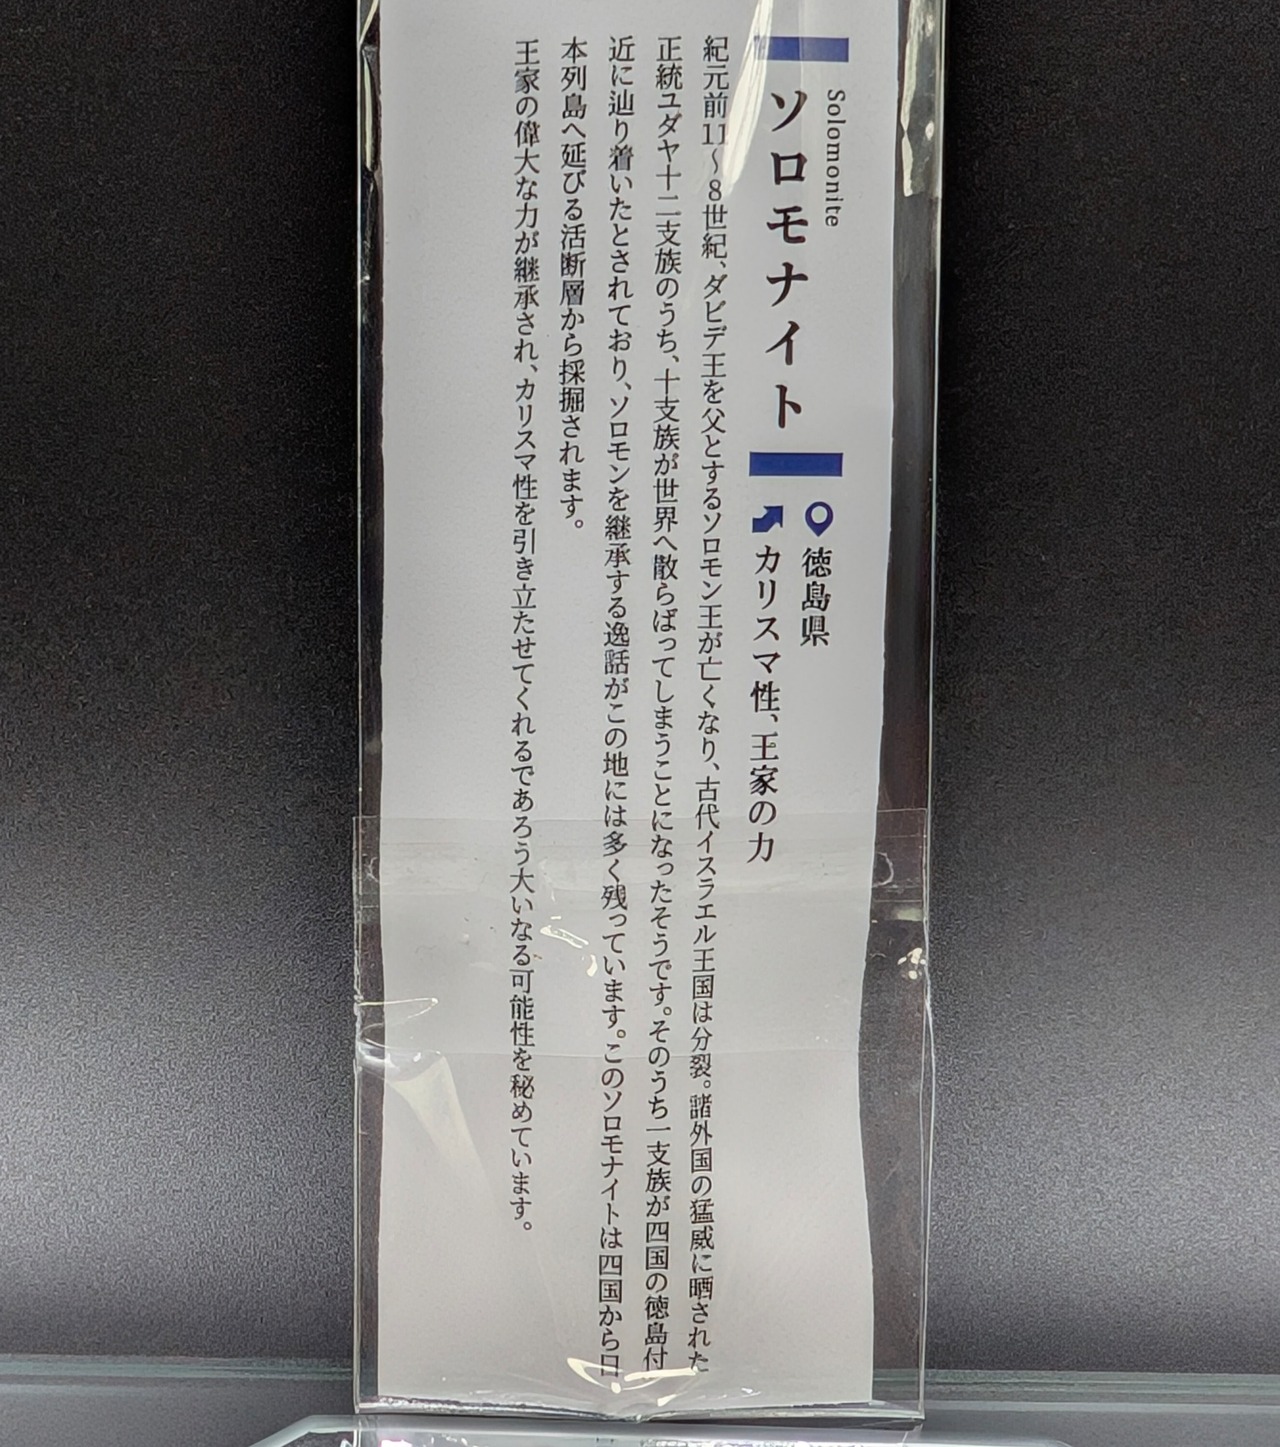 Solomonite
ソロモナイト
徳島県
カリスマ性、王家の力
紀元前11～8世紀、ダビデ王を父とするソロモン王が亡くなり、古代イスラエル王国は分裂。諸外国の猛威に晒された
正統ユダヤ十二支族のうち、十支族が世界へ散らばってしまうことになったそうです。そのうち一支族が四国の徳島付
近に辿り着いたとされており、ソロモンを継承する逸話がこの地には多く残っています。このソロモナイトは四国から日
本列島へ延びる活断層から採掘されます。
王家の偉大な力が継承され、カリスマ性を引き立たせてくれるであろう大いなる可能性を秘めています。